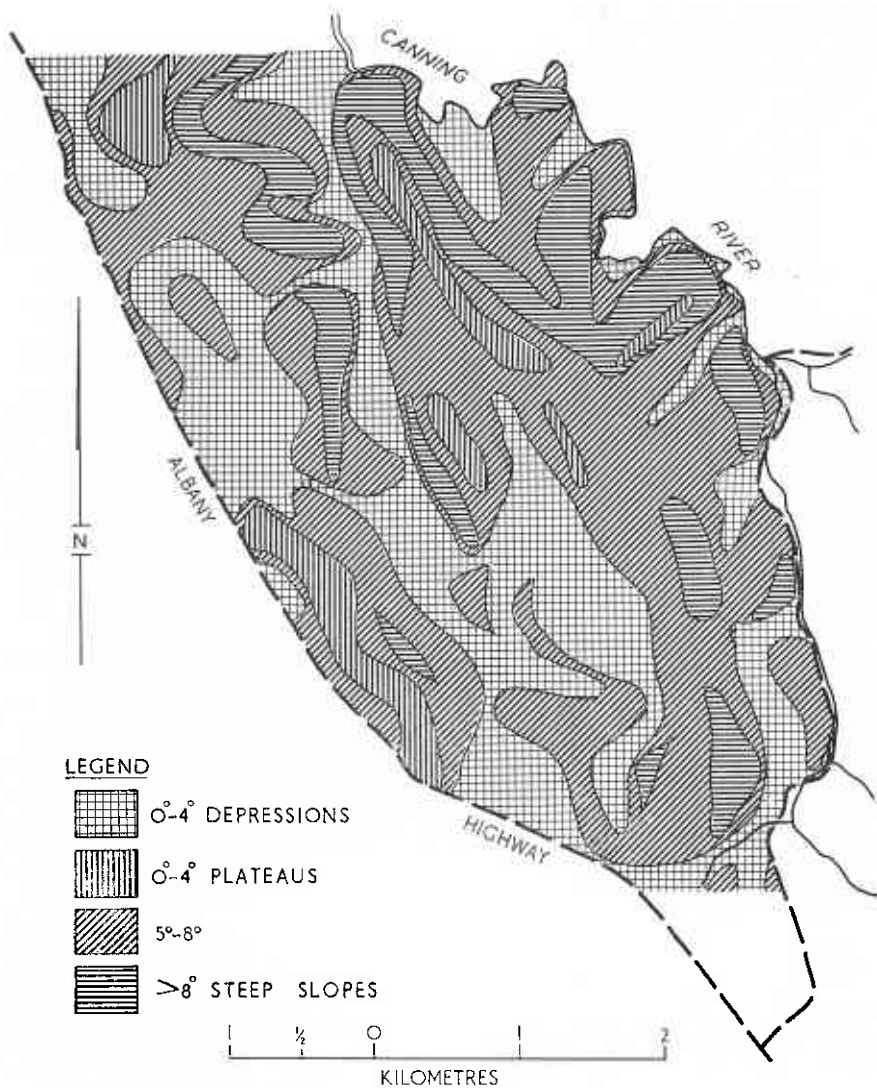 CANNING
RIVER
ALBANY
N
HIGHWAY
LEGEND
0°-4° DEPRESSIONS
0°-4° PLATEAUS
5°-8°
>8° STEEP SLOPES
1 ½ 0 1 2
KILOMETRES